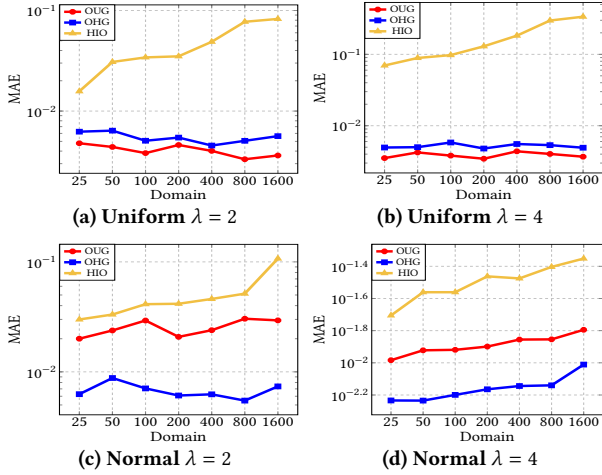 10⁻¹
10⁻²
MAE
OUG
OHG
HIO
25 50 100 200 400 800 1600
Domain
(a) Uniform λ = 2
10⁻¹
10⁻²
MAE
OUG
OHG
HIO
25 50 100 200 400 800 1600
Domain
(b) Uniform λ = 4
10⁻¹
10⁻²
MAE
OUG
OHG
HIO
25 50 100 200 400 800 1600
Domain
(c) Normal λ = 2
10⁻¹·⁴
10⁻¹·⁶
10⁻¹·⁸
10⁻²
10⁻²·²
MAE
OUG
OHG
HIO
25 50 100 200 400 800 1600
Domain
(d) Normal λ = 4